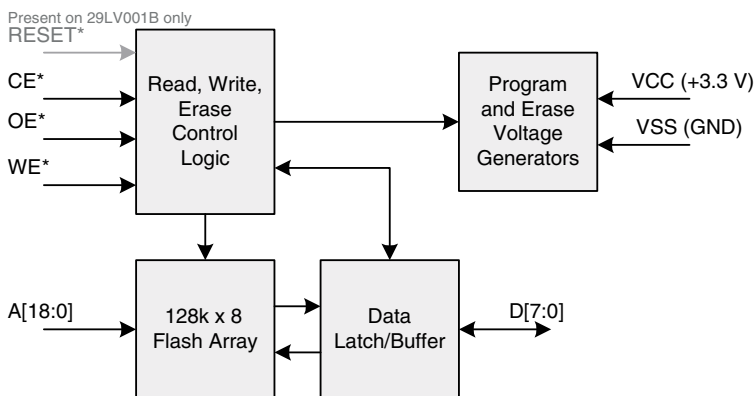 Present on 29LV001B only
RESET*
CE*
OE*
WE*
Read, Write,
Erase
Control
Logic
Program
and Erase
Voltage
Generators
VCC (+3.3 V)
VSS (GND)
A[18:0]
128k x 8
Flash Array
Data
Latch/Buffer
D[7:0]